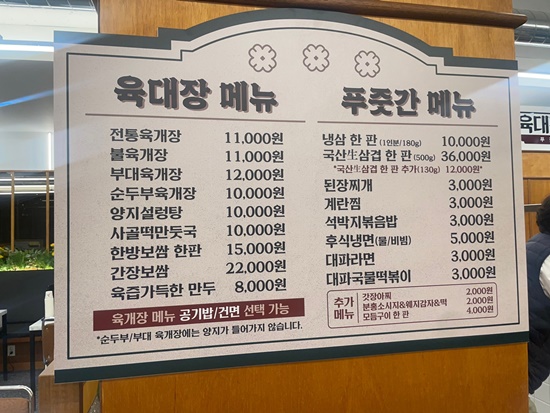 육대장 메뉴
전통육개장 11,000원
불육개장 11,000원
부대육개장 12,000원
순두부육개장 10,000원
양지설렁탕 10,000원
사골떡만둣국 10,000원
한방보쌈 한판 15,000원
간장보쌈 22,000원
육즙가득한 만두 8,000원
육개장 메뉴 공기밥/건면 선택 가능
*순두부/부대 육개장에는 양지가 들어가지 않습니다.
푸줏간 메뉴
냉삼 한 판 (1인분/180g) 10,000원
국산生삼겹 한 판 (500g) 36,000원
*국산生삼겹 한 판 추가(130g) 12,000원*
된장찌개 3,000원
계란찜 3,000원
석박지볶음밥 3,000원
후식냉면(물/비빔) 5,000원
대파라면 3,000원
대파국물떡볶이 3,000원
추가 메뉴
갓장아찌 2,000원
분홍소시지&웨지감자&떡 2,000원
모듬구이 한 판 4,000원
육대